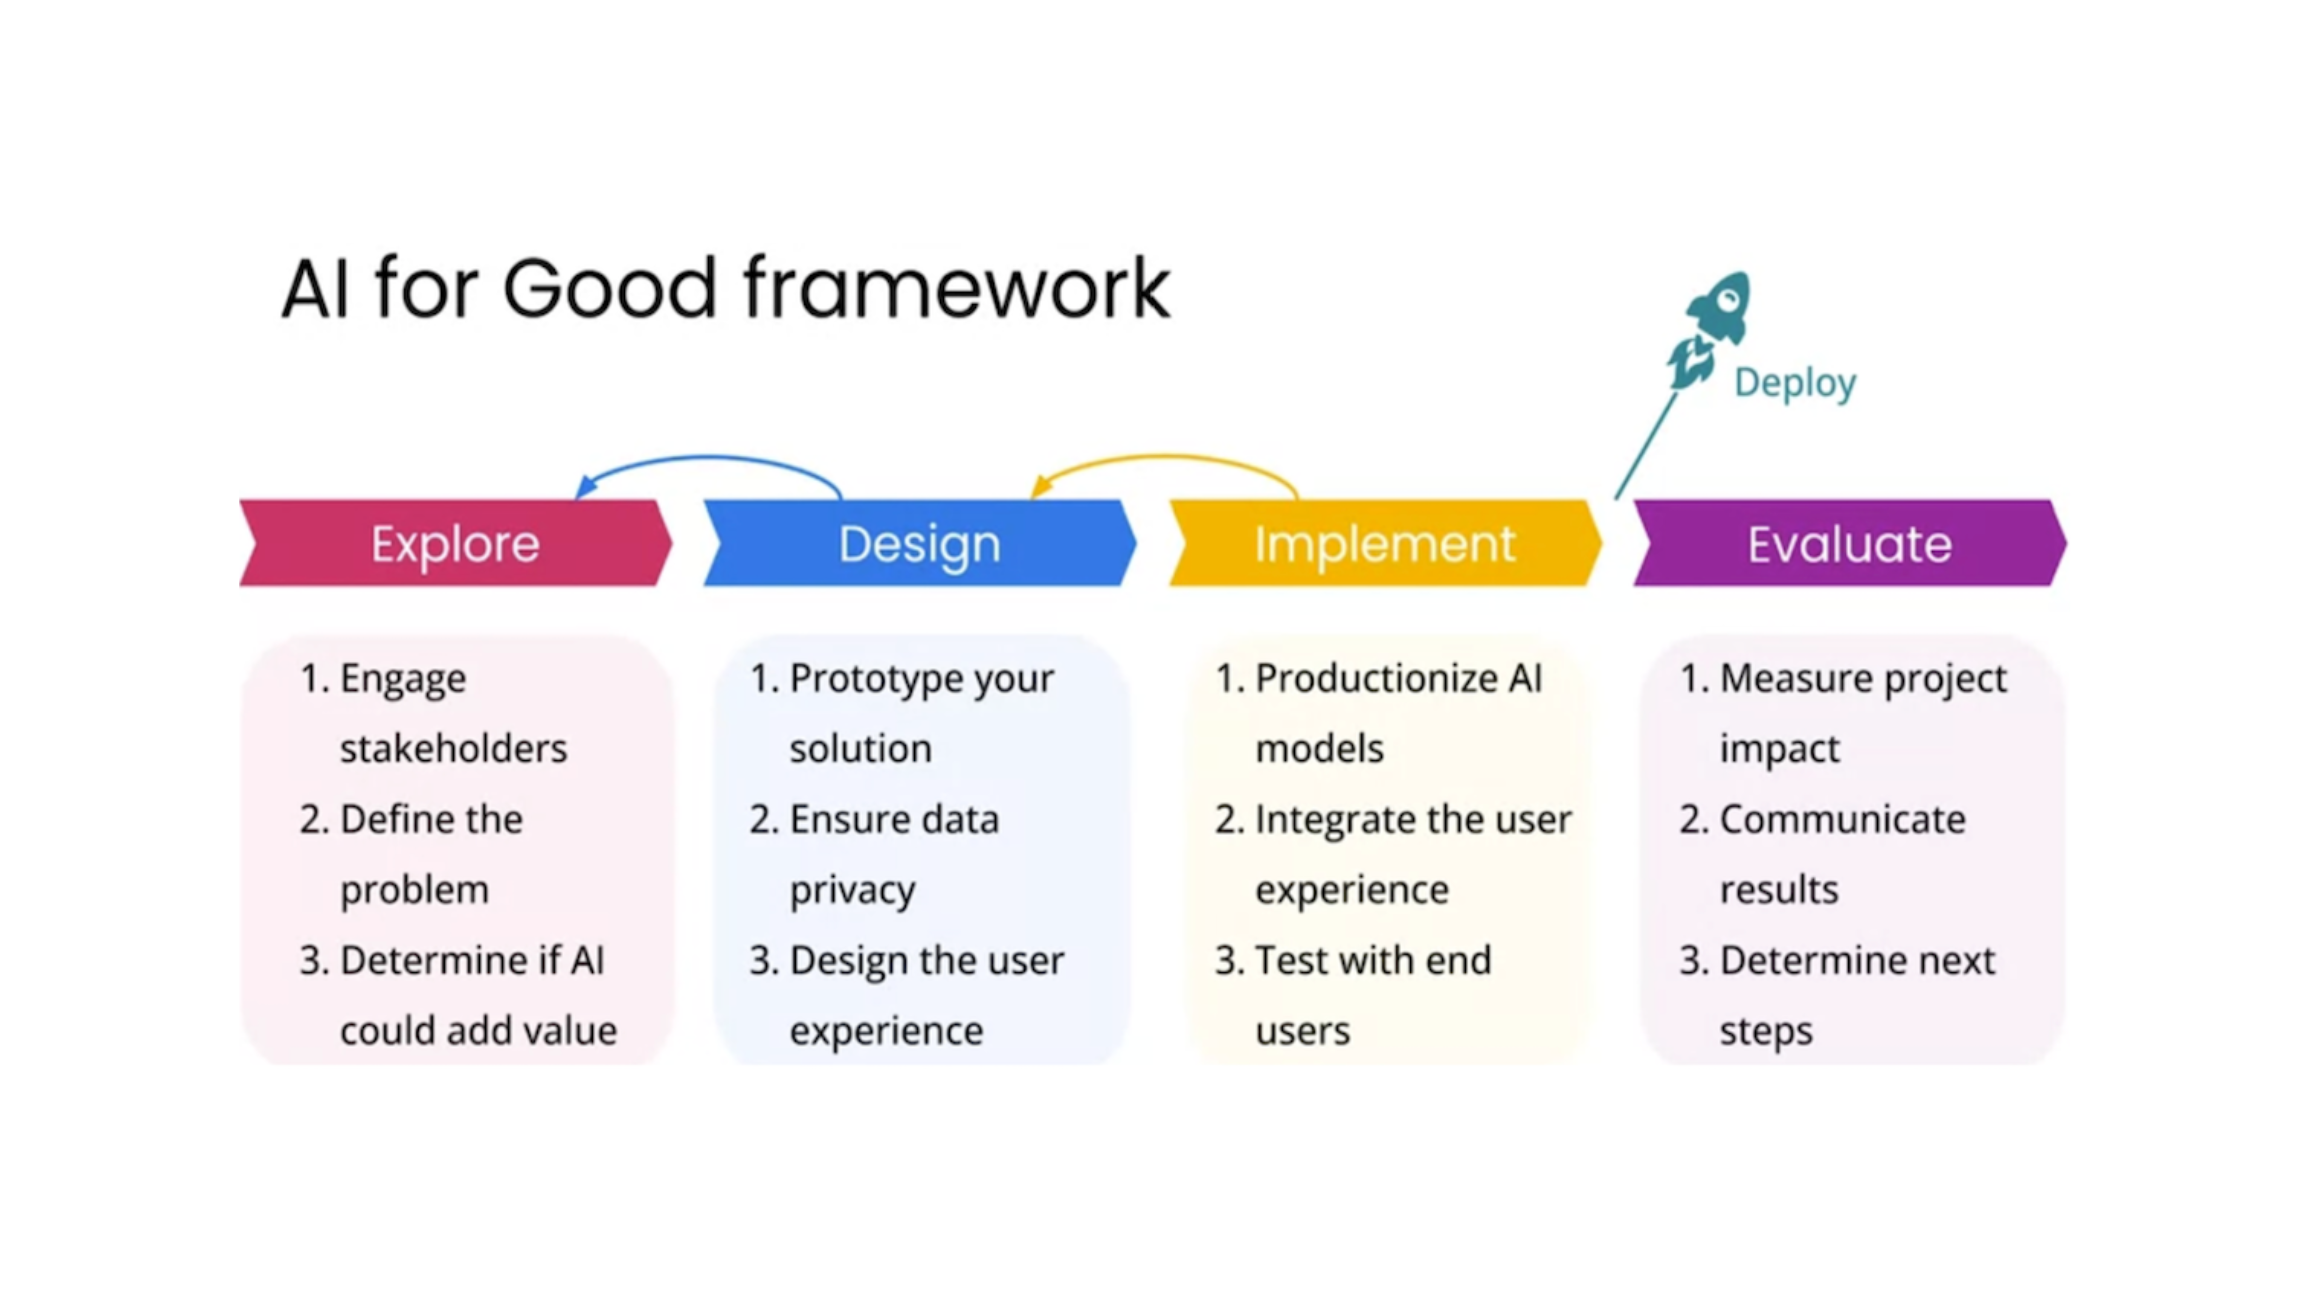 AI for Good framework
Deploy
Explore
Design
Implement
Evaluate
1. Engage
stakeholders
2. Define the
problem
3. Determine if AI
could add value
1. Prototype your
solution
2. Ensure data
privacy
3. Design the user
experience
1. Productionize AI
models
2. Integrate the user
experience
3. Test with end
users
1. Measure project
impact
2. Communicate
results
3. Determine next
steps